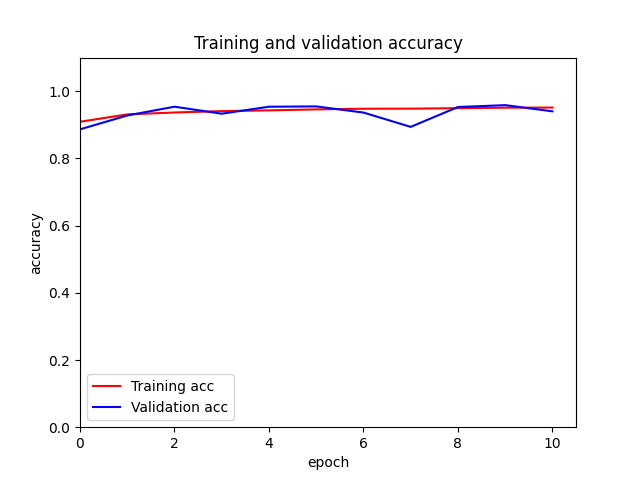 Training and validation accuracy
accuracy
1.0
0.8
0.6
0.4
0.2
0.0
Training acc
Validation acc
0 2 4 6 8 10
epoch